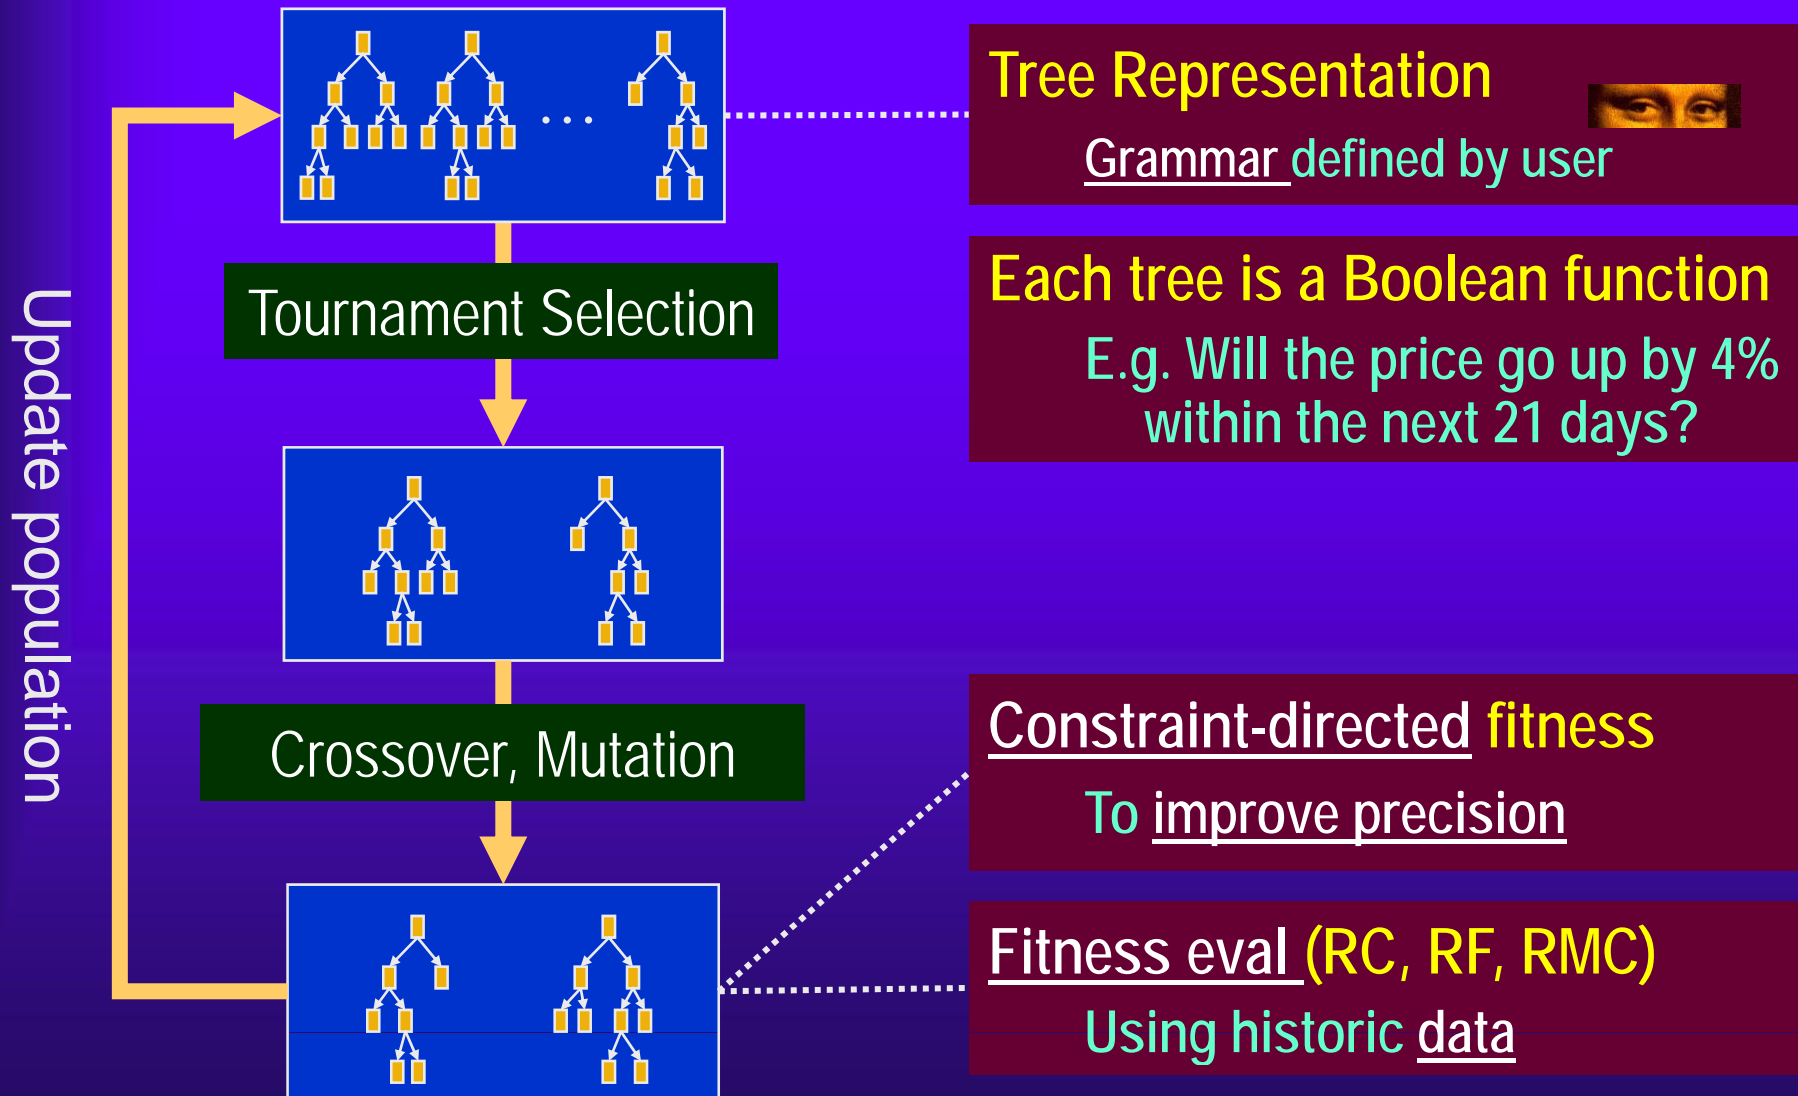 Update population
. . .
Tournament Selection
Crossover, Mutation
Tree Representation
Grammar defined by user
Each tree is a Boolean function
E.g. Will the price go up by 4%
within the next 21 days?
Constraint-directed fitness
To improve precision
Fitness eval (RC, RF, RMC)
Using historic data